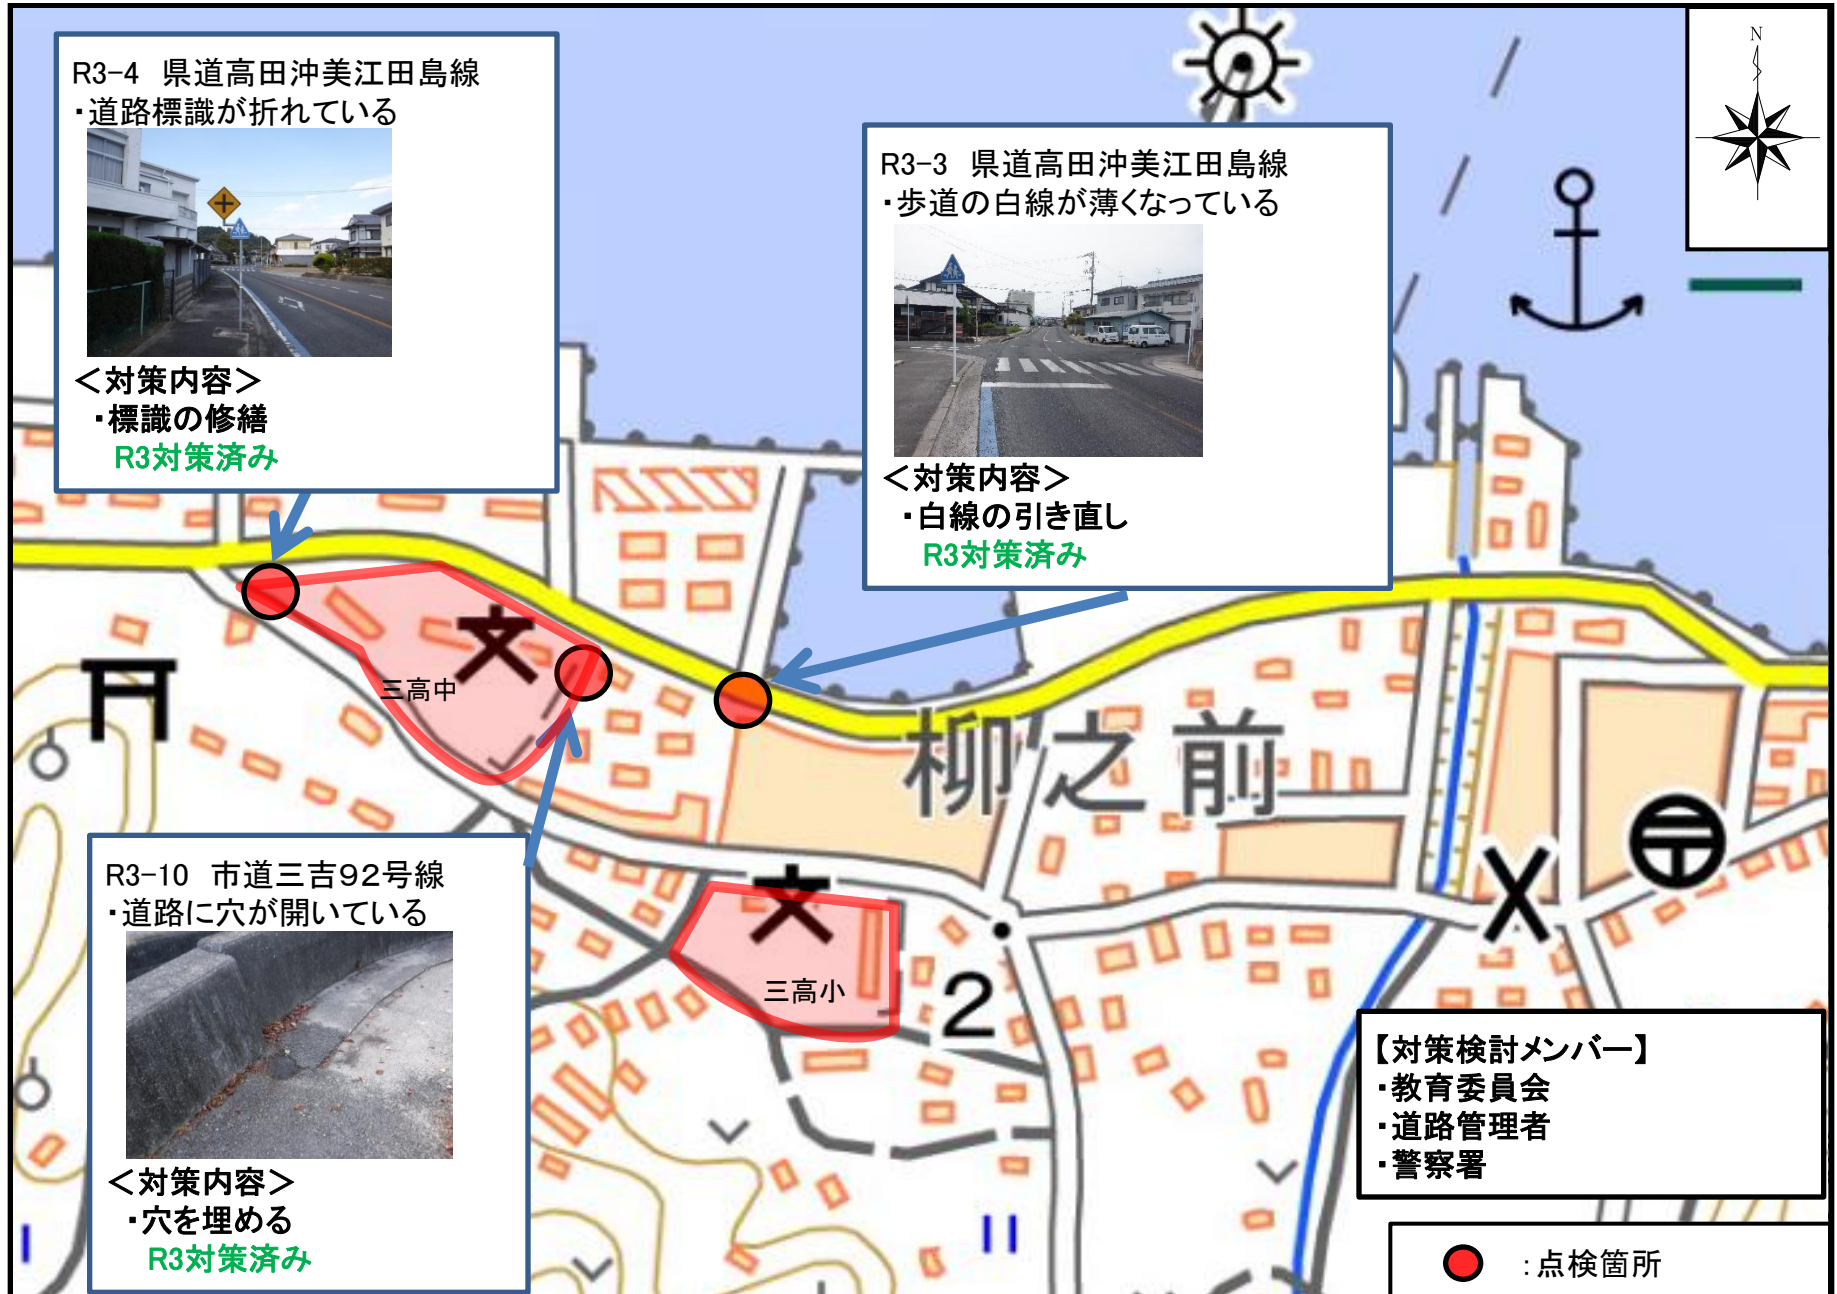 R3-4 県道高田沖美江田島線
・道路標識が折れている
<対策内容>
・標識の修繕
R3対策済み
R3-3 県道高田沖美江田島線
・歩道の白線が薄くなっている
<対策内容>
・白線の引き直し
R3対策済み
N
三高中
柳之前
R3-10 市道三吉92号線
・道路に穴が開いている
<対策内容>
・穴を埋める
R3対策済み
三高小
2
【対策検討メンバー】
・教育委員会
・道路管理者
・警察署
:点検箇所